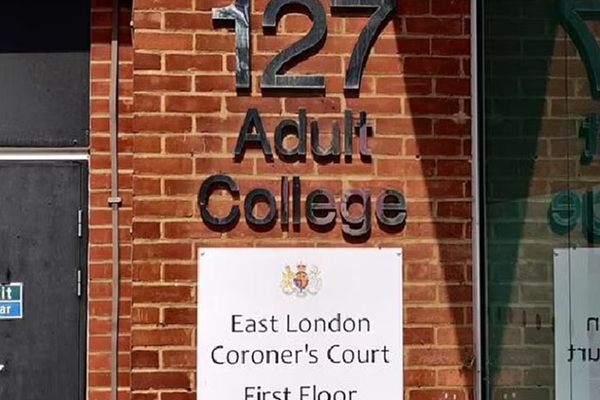 127
Adult
College
East London
Coroner's Court
First Floor